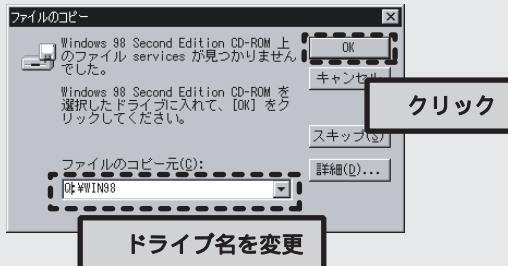 ファイルのコピー
Windows 98 Second Edition CD-ROM 上
のファイル services が見つかりません
でした。
Windows 98 Second Edition CD-ROM を
選択したドライブに入れて、[OK] をク
リックしてください。
ファイルのコピー元(C):
Q:¥WIN98
OK
キャンセル
スキップ(S)
詳細(D)...
クリック
ドライブ名を変更